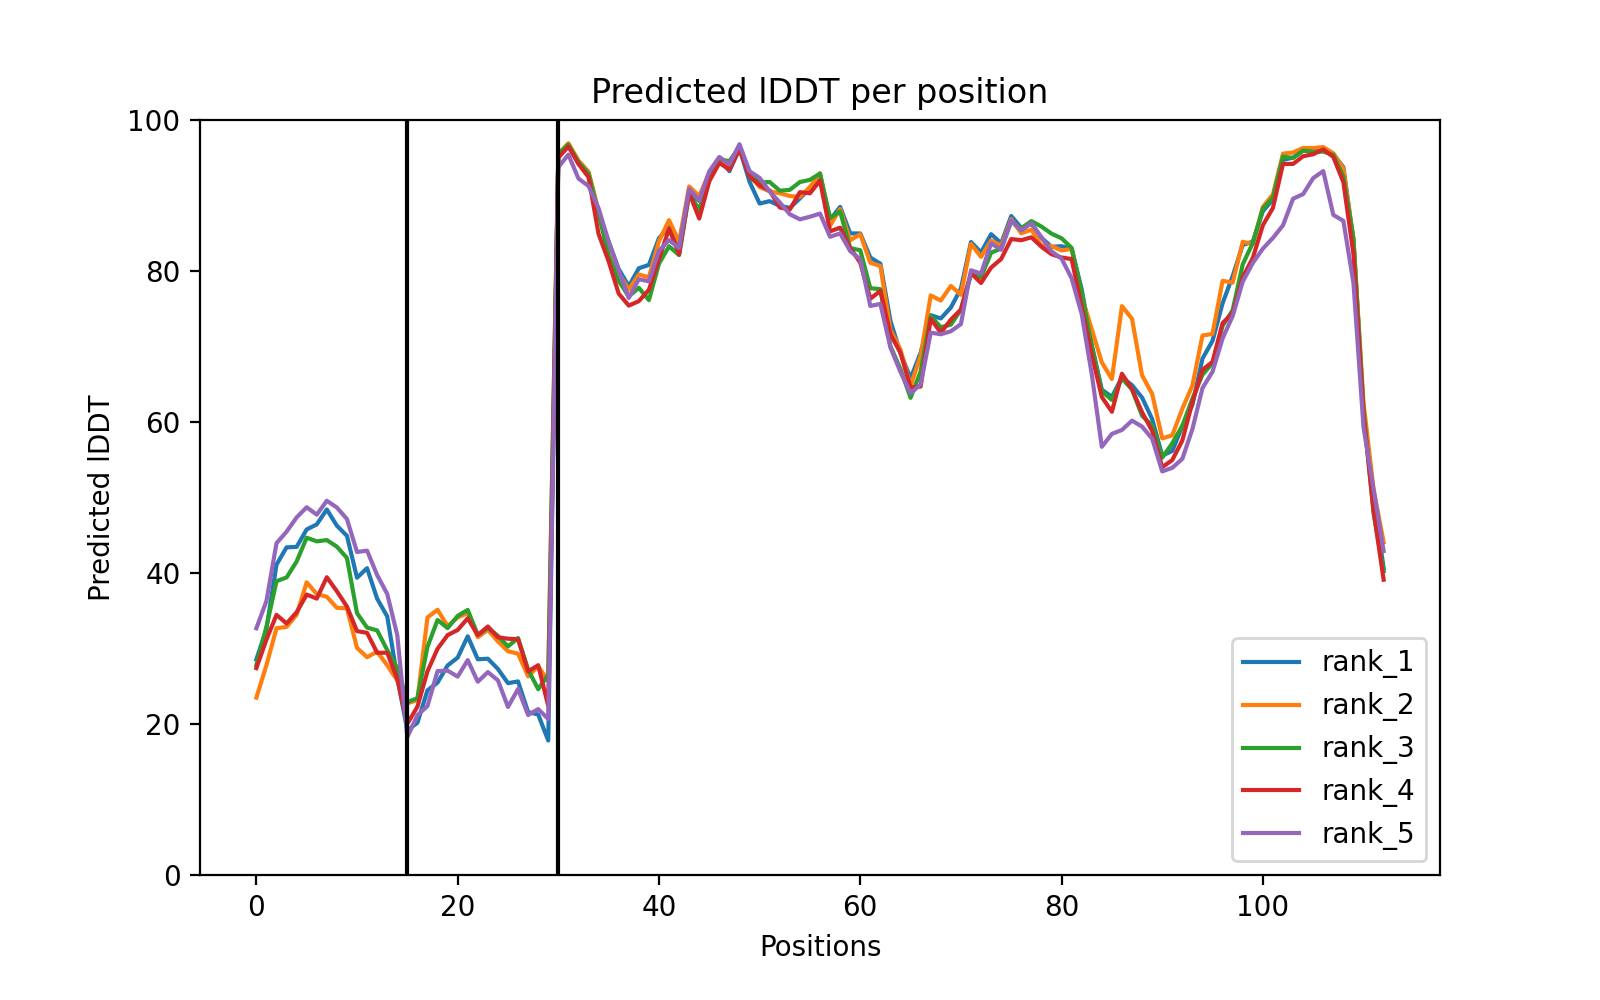 Predicted lDDT per position
100
80
60
40
20
0
Predicted lDDT
0 20 40 60 80 100
Positions
rank_1
rank_2
rank_3
rank_4
rank_5